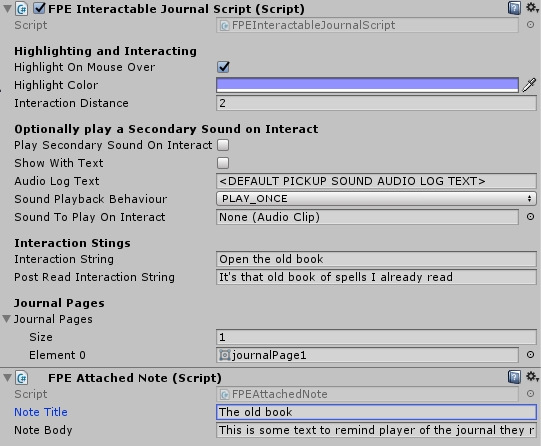 FPE Interactable Journal Script (Script)
Script FPEInteractableJournalScript
Highlighting and Interacting
Highlight On Mouse Over
Highlight Color
Interaction Distance 2
Optionally play a Secondary Sound on Interact
Play Secondary Sound On Interact
Show With Text
Audio Log Text <DEFAULT PICKUP SOUND AUDIO LOG TEXT>
Sound Playback Behaviour PLAY_ONCE
Sound To Play On Interact None (Audio Clip)
Interaction Stings
Interaction String Open the old book
Post Read Interaction String It's that old book of spells I already read
Journal Pages
Journal Pages
Size 1
Element 0 journalPage1
FPE Attached Note (Script)
Script FPEAttachedNote
Note Title The old book
Note Body This is some text to remind player of the journal they r